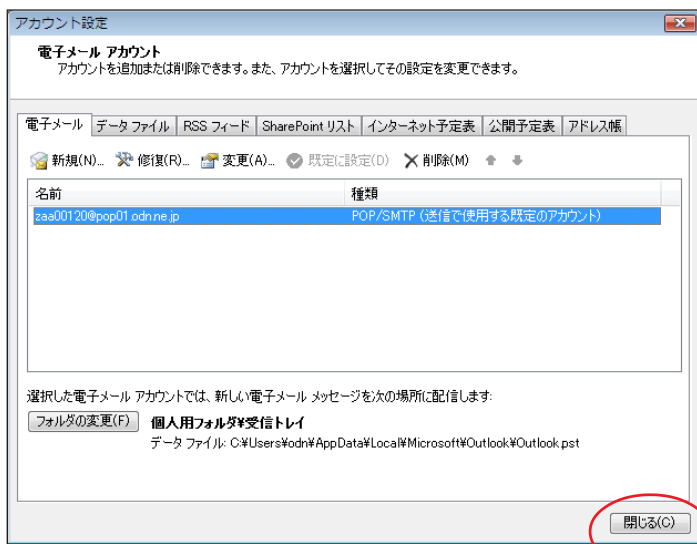 アカウント設定
電子メール アカウント
アカウントを追加または削除できます。また、アカウントを選択してその設定を変更できます。
電子メール データ ファイル RSS フィード SharePoint リスト インターネット予定表 公開予定表 アドレス帳
新規(N)... 修復(R)... 変更(A)... 既定に設定(D) 削除(M)
名前 種類
zaa00120@pop01.odn.ne.jp POP/SMTP (送信で使用する既定のアカウント)
選択した電子メール アカウントでは、新しい電子メール メッセージを次の場所に配信します:
フォルダの変更(F) 個人用フォルダ¥受信トレイ
データ ファイル: C:¥Users¥odn¥AppData¥Local¥Microsoft¥Outlook¥Outlook.pst
閉じる(C)